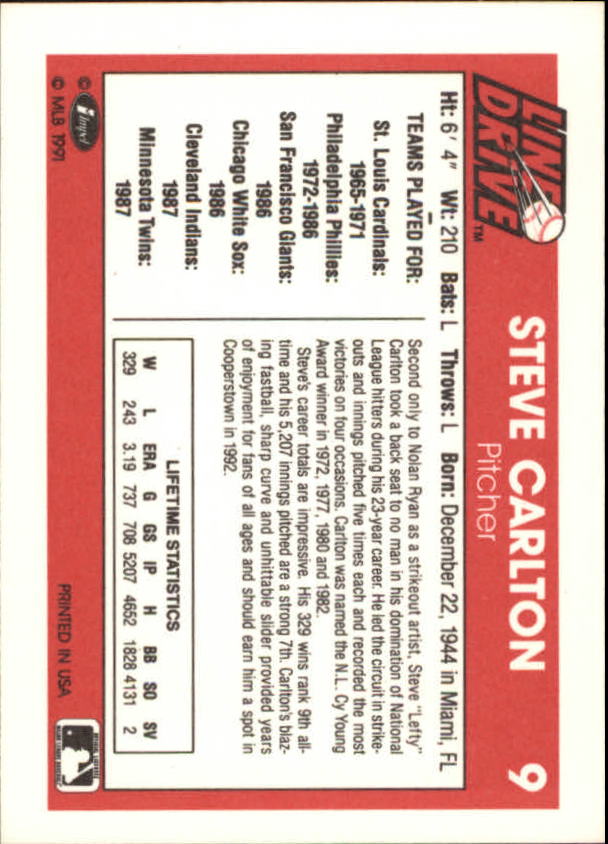 LINE DRIVE™
STEVE CARLTON
9
Pitcher
Ht: 6' 4" Wt: 210 Bats: L Throws: L Born: December 22, 1944 in Miami, FL
TEAMS PLAYED FOR:
St. Louis Cardinals:
1965-1971
Philadelphia Phillies:
1972-1986
San Francisco Giants:
1986
Chicago White Sox:
1986
Cleveland Indians:
1987
Minnesota Twins:
1987
Second only to Nolan Ryan as a strikeout artist, Steve "Lefty"
Carlton took a back seat to no man in his domination of National
League hitters during his 23-year career. He led the circuit in strike-
outs and innings pitched five times each and recorded the most
victories on four occasions. Carlton was named the N.L. Cy Young
Award winner in 1972, 1977, 1980 and 1982.
Steve's career totals are impressive. His 329 wins rank 9th all-
time and his 5,207 innings pitched are a strong 7th. Carlton's blaz-
ing fastball, sharp curve and unhittable slider provided years
of enjoyment for fans of all ages and should earn him a spot in
Cooperstown in 1992.
LIFETIME STATISTICS
W L ERA G GS IP H BB SO SV
329 243 3.19 737 708 5207 4652 1828 4131 2
© impel
© MLB 1991
PRINTED IN USA